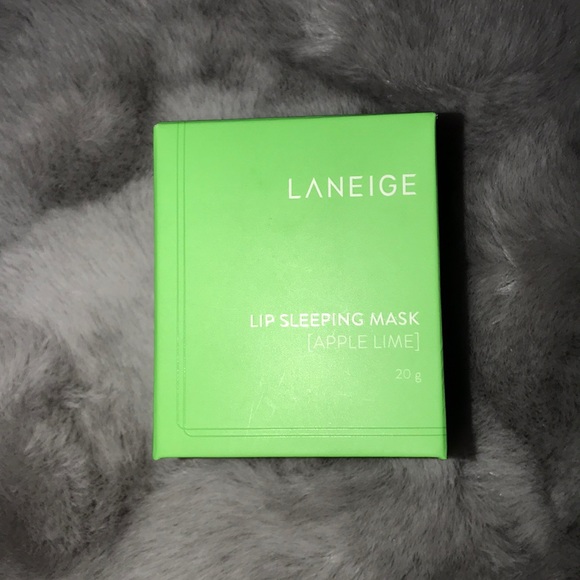 LANEIGE
LIP SLEEPING MASK
[APPLE LIME]
20 g